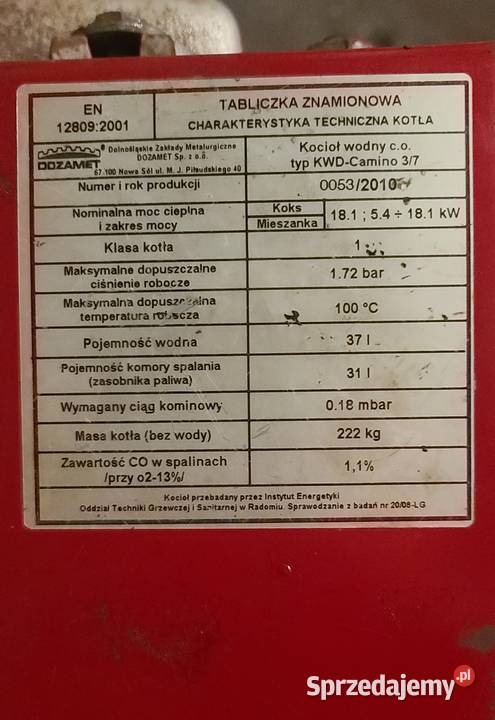 EN
12809:2001
TABLICZKA ZNAMIONOWA
CHARAKTERYSTYKA TECHNICZNA KOTŁA
DOZAMET
®
Dolnośląskie Zakłady Metalurgiczne
DOZAMET Sp. z o.o.
67-100 Nowa Sól ul. M. J. Piłsudskiego 40
Kocioł wodny c.o.
typ KWD-Camino 3/7
Numer i rok produkcji
0053/2010
Nominalna moc cieplna
i zakres mocy
Koks
Mieszanka
18.1 ; 5.4 ÷ 18.1 kW
Klasa kotła
1
Maksymalne dopuszczalne
ciśnienie robocze
1.72 bar
Maksymalna dopuszczalna
temperatura robocza
100 °C
Pojemność wodna
37 l
Pojemność komory spalania
(zasobnika paliwa)
31 l
Wymagany ciąg kominowy
0.18 mbar
Masa kotła (bez wody)
222 kg
Zawartość CO w spalinach
/przy o2-13%/
1,1%
Kocioł przebadany przez Instytut Energetyki
Oddział Techniki Grzewczej i Sanitarnej w Radomiu. Sprawozdanie z badań nr 20/08-LG
Sprzedajemy.pl